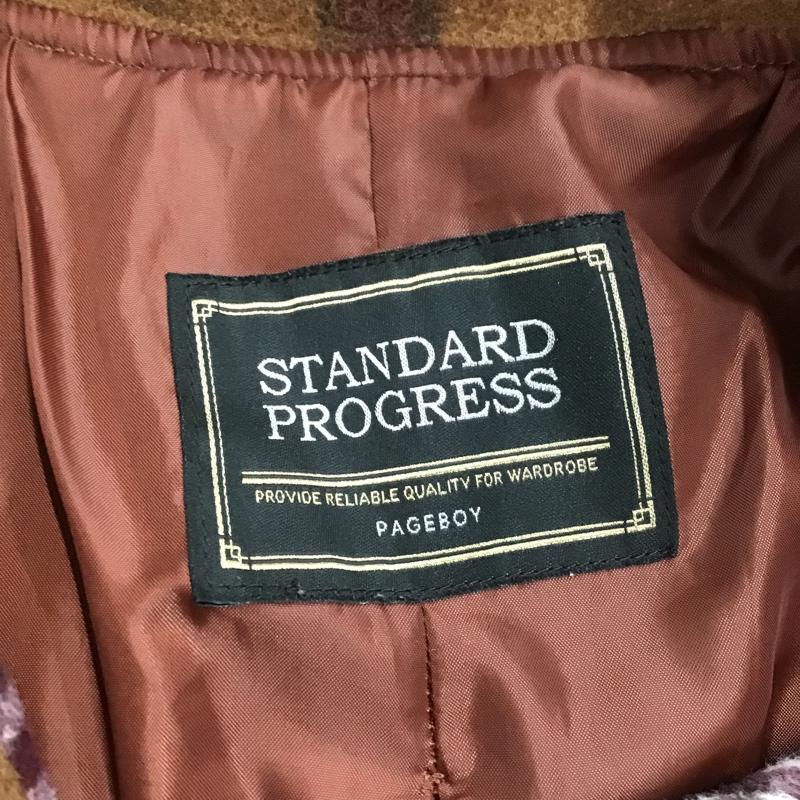 STANDARD
PROGRESS
PROVIDE RELIABLE QUALITY FOR WARDROBE
PAGEBOY